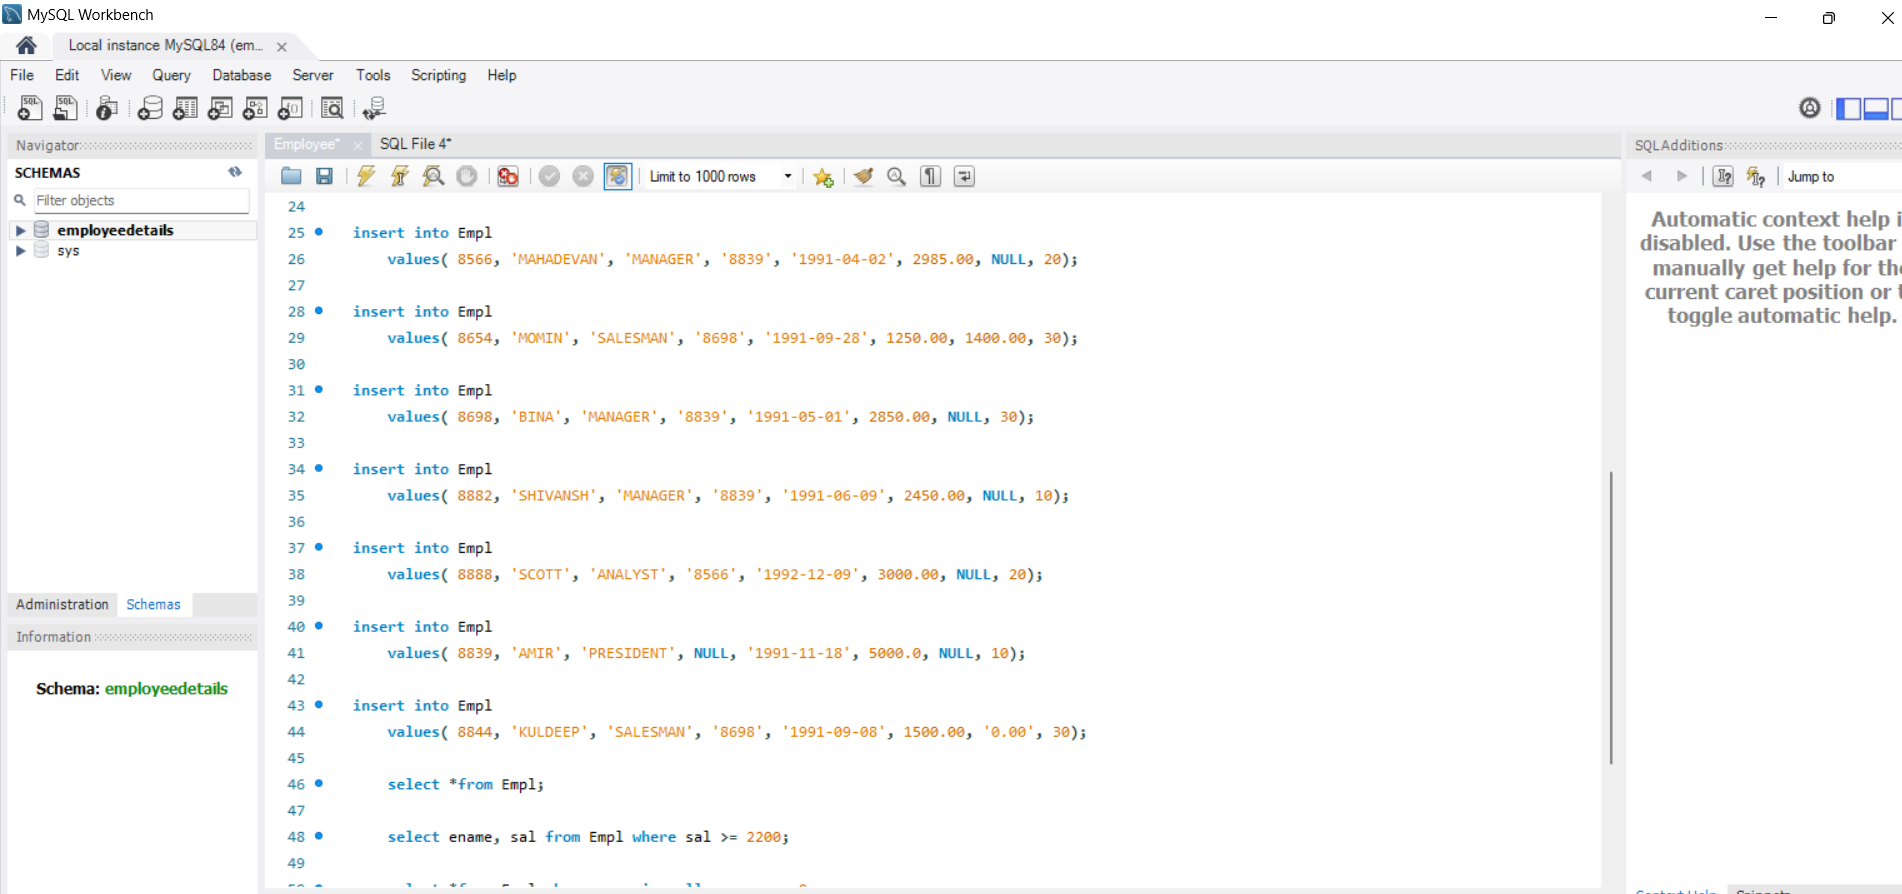 MySQL Workbench
Local instance MySQL84 (em...
File Edit View Query Database Server Tools Scripting Help
Navigator
SCHEMAS
Filter objects
employeedetails
sys
Administration Schemas
Information
Schema: employeedetails
Employee* SQL File 4*
Limit to 1000 rows
24
25 insert into Empl
26 values( 8566, 'MAHADEVAN', 'MANAGER', '8839', '1991-04-02', 2985.00, NULL, 20);
27
28 insert into Empl
29 values( 8654, 'MOMIN', 'SALESMAN', '8698', '1991-09-28', 1250.00, 1400.00, 30);
30
31 insert into Empl
32 values( 8698, 'BINA', 'MANAGER', '8839', '1991-05-01', 2850.00, NULL, 30);
33
34 insert into Empl
35 values( 8882, 'SHIVANSH', 'MANAGER', '8839', '1991-06-09', 2450.00, NULL, 10);
36
37 insert into Empl
38 values( 8888, 'SCOTT', 'ANALYST', '8566', '1992-12-09', 3000.00, NULL, 20);
39
40 insert into Empl
41 values( 8839, 'AMIR', 'PRESIDENT', NULL, '1991-11-18', 5000.0, NULL, 10);
42
43 insert into Empl
44 values( 8844, 'KULDEEP', 'SALESMAN', '8698', '1991-09-08', 1500.00, '0.00', 30);
45
46 select *from Empl;
47
48 select ename, sal from Empl where sal >= 2200;
49
SQLAdditions
Jump to
Automatic context help i
disabled. Use the toolbar
manually get help for the
current caret position or t
toggle automatic help.